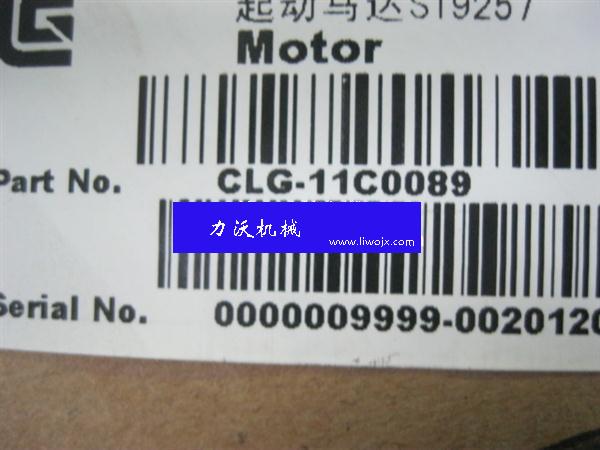 起动马达ST9257
Motor
Part No. CLG-11C0089
力沃机械
www.liwojx.com
Serial No. 0000009999-0020120